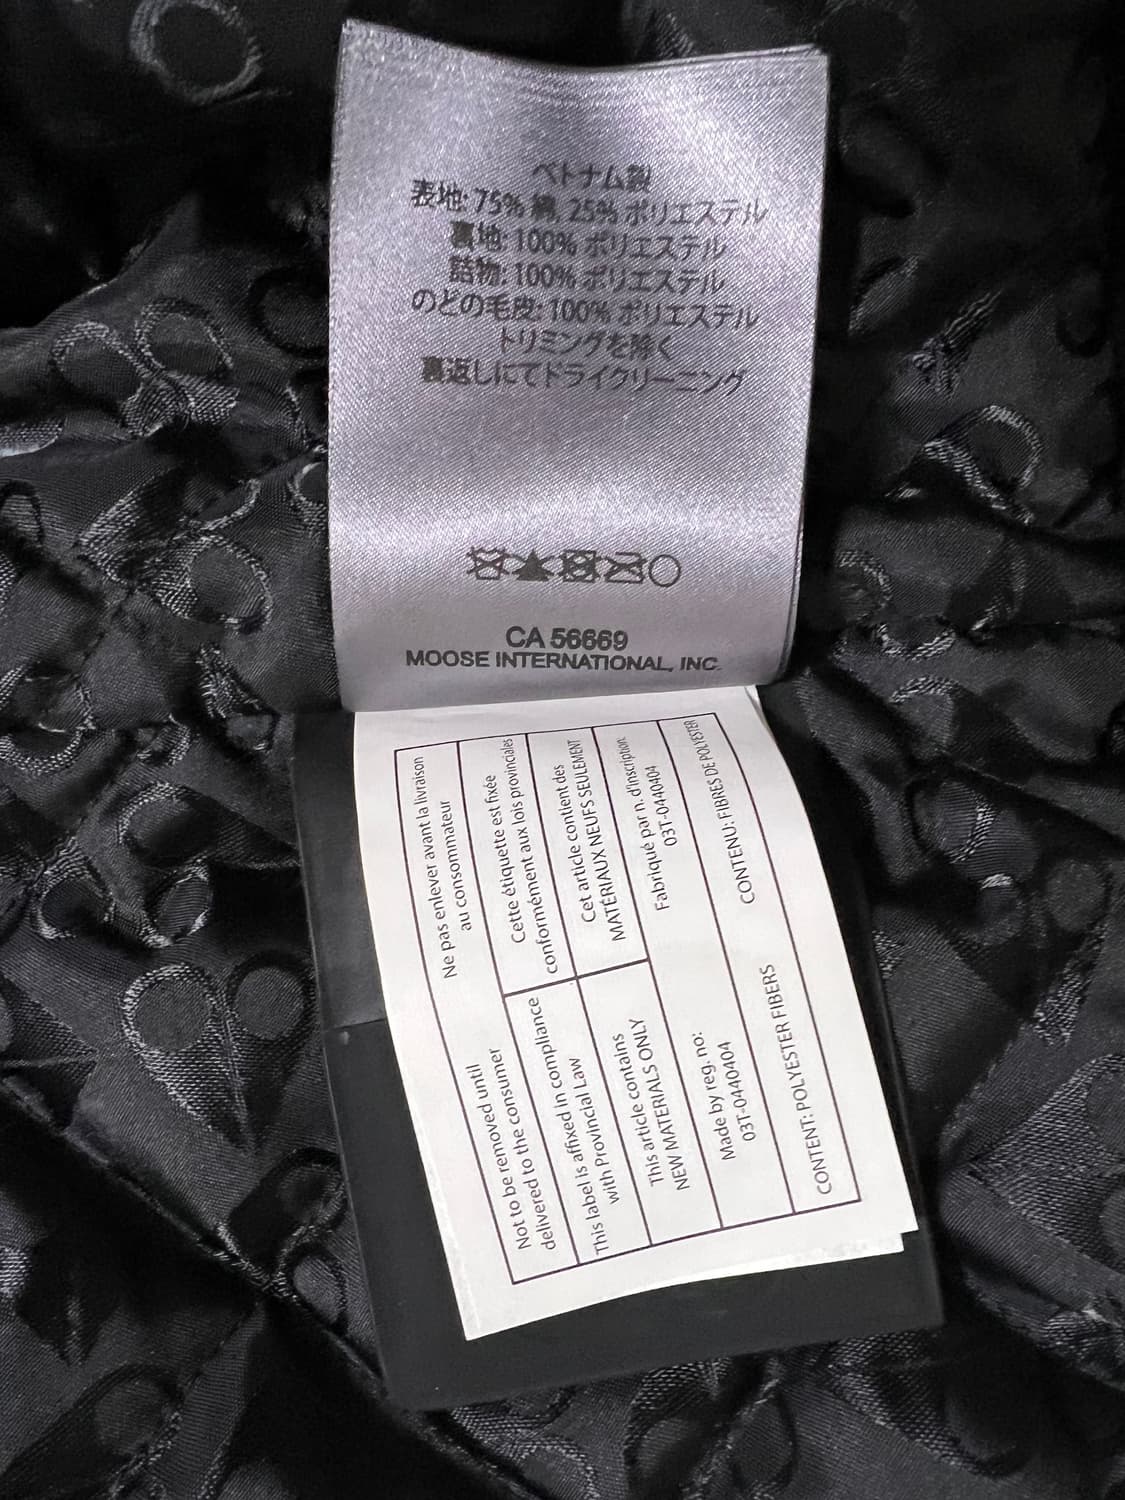 ベトナム製
表地: 75% 綿, 25% ポリエステル
裏地: 100% ポリエステル
詰物: 100% ポリエステル
のどの毛皮: 100% ポリエステル
トリミングを除く
裏返しにてドライクリーニング
CA 56669
MOOSE INTERNATIONAL, INC.
Not to be removed until
delivered to the consumer
Ne pas enlever avant la livraison
au consommateur
This label is affixed in compliance
with Provincial Law
Cette étiquette est fixée
conformément aux lois provinciales
This article contains
NEW MATERIALS ONLY
Cet article contient des
MATÉRIAUX NEUFS SEULEMENT
Made by reg. no:
03T-0440404
Fabriqué par n. d'inscription:
03T-0440404
CONTENT: POLYESTER FIBERS
CONTENU: FIBRES DE POLYESTER